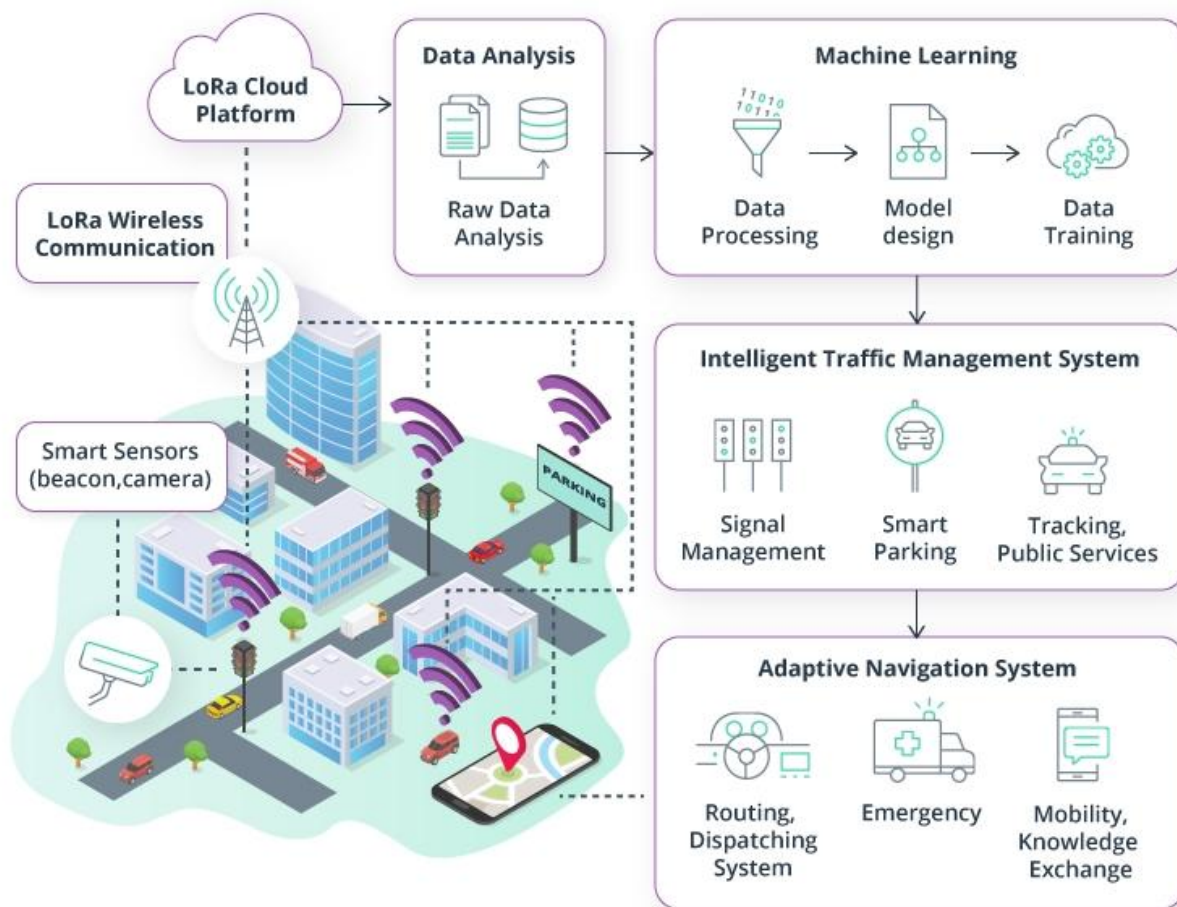 LoRa Cloud
Platform
Data Analysis
Raw Data
Analysis
Machine Learning
11010
10110
Data
Processing
Model
design
Data
Training
LoRa Wireless
Communication
Smart Sensors
(beacon,camera)
PARKING
Intelligent Traffic Management System
Signal
Management
Smart
Parking
Tracking,
Public Services
Adaptive Navigation System
Routing,
Dispatching
System
Emergency
Mobility,
Knowledge
Exchange